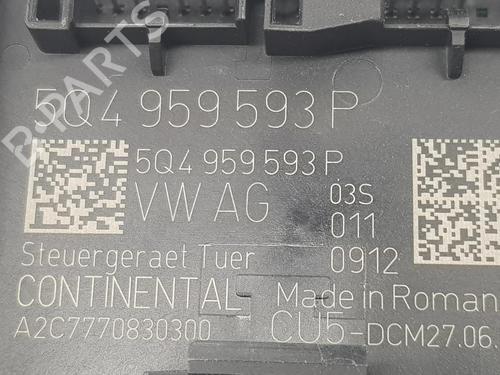 5Q4 959 593 P
5Q4 959 593 P
VW AG
03S
011
0912
Steuergeraet Tuer
CONTINENTAL
Made in Roman
A2C7770830300
CU5-DCM27.06.
B PARTS